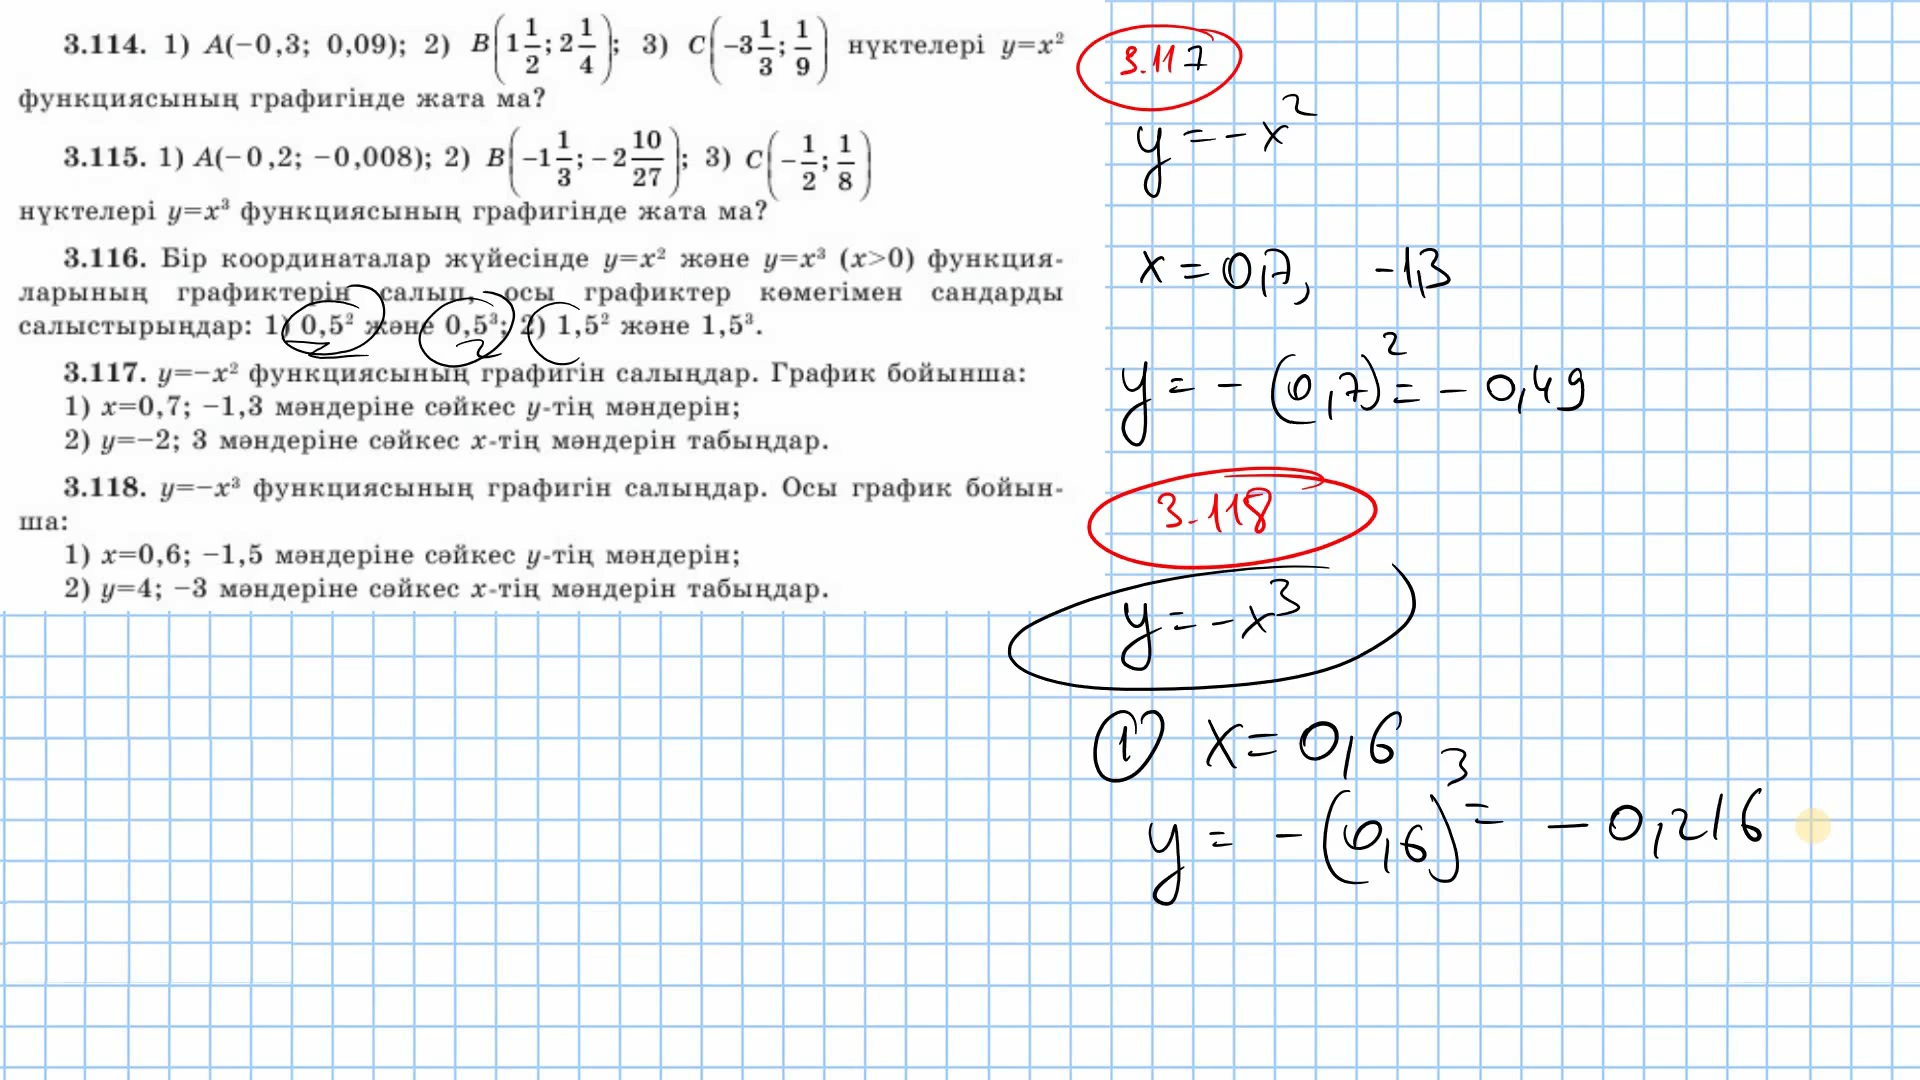 3.114. 1) A(−0,3; 0,09); 2) B(1 1/2; 2 1/4); 3) C(−3 1/3; 1/9) нүктелері y=x²
функциясының графигінде жата ма?
3.115. 1) A(−0,2; −0,008); 2) B(−1 1/3; −2 10/27); 3) C(−1/2; 1/8)
нүктелері y=x³ функциясының графигінде жата ма?
3.116. Бір координаталар жүйесінде y=x² және y=x³ (x>0) функция-
ларының графиктерін салып, осы графиктер көмегімен сандарды
салыстырыңдар: 1) 0,5² және 0,5³; 2) 1,5² және 1,5³.
3.117. y=−x² функциясының графигін салыңдар. График бойынша:
1) x=0,7; −1,3 мәндеріне сәйкес y-тің мәндерін;
2) y=−2; 3 мәндеріне сәйкес x-тің мәндерін табыңдар.
3.118. y=−x³ функциясының графигін салыңдар. Осы график бойын-
ша:
1) x=0,6; −1,5 мәндеріне сәйкес y-тің мәндерін;
2) y=4; −3 мәндеріне сәйкес x-тің мәндерін табыңдар.
3.117
y = −x²
x = 0,7, −1,3
y = −(0,7)² = −0,49
3.118
y = −x³
1 x = 0,6
y = −(0,6)³ = −0,216